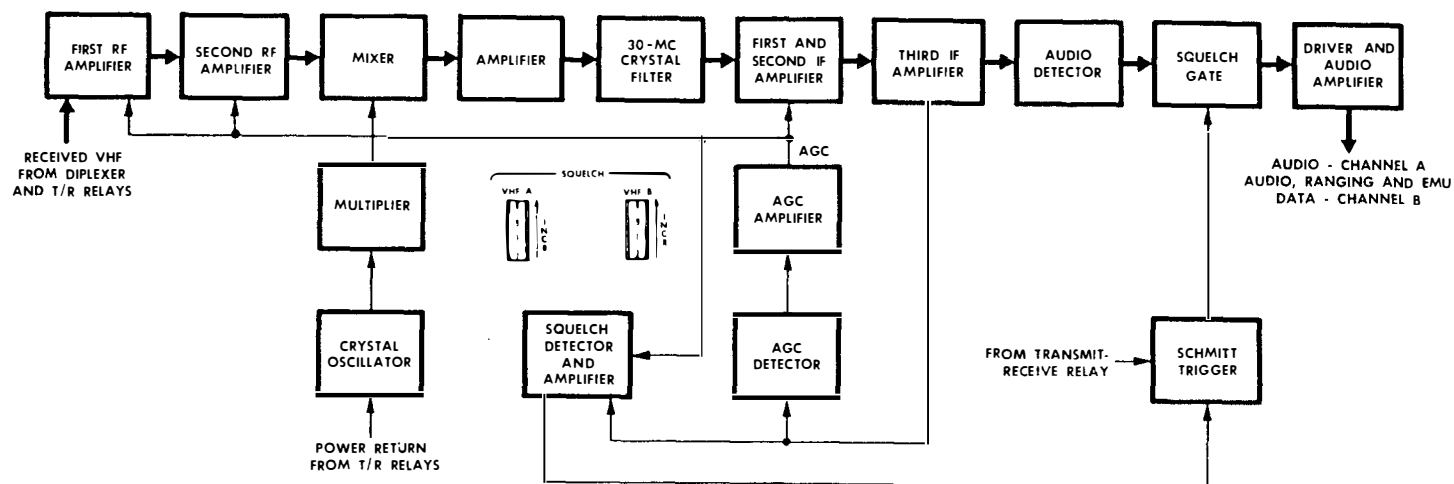 FIRST RF
AMPLIFIER
SECOND RF
AMPLIFIER
MIXER
AMPLIFIER
30-MC
CRYSTAL
FILTER
FIRST AND
SECOND IF
AMPLIFIER
THIRD IF
AMPLIFIER
AUDIO
DETECTOR
SQUELCH
GATE
DRIVER AND
AUDIO
AMPLIFIER
RECEIVED VHF
FROM DIPLEXER
AND T/R RELAYS
AGC
AUDIO - CHANNEL A
AUDIO, RANGING AND EMU
DATA - CHANNEL B
MULTIPLIER
SQUELCH
VHF A
INCR
VHF B
INCR
AGC
AMPLIFIER
CRYSTAL
OSCILLATOR
SQUELCH
DETECTOR
AND
AMPLIFIER
AGC
DETECTOR
FROM TRANSMIT-
RECEIVE RELAY
SCHMITT
TRIGGER
POWER RETURN
FROM T/R RELAYS